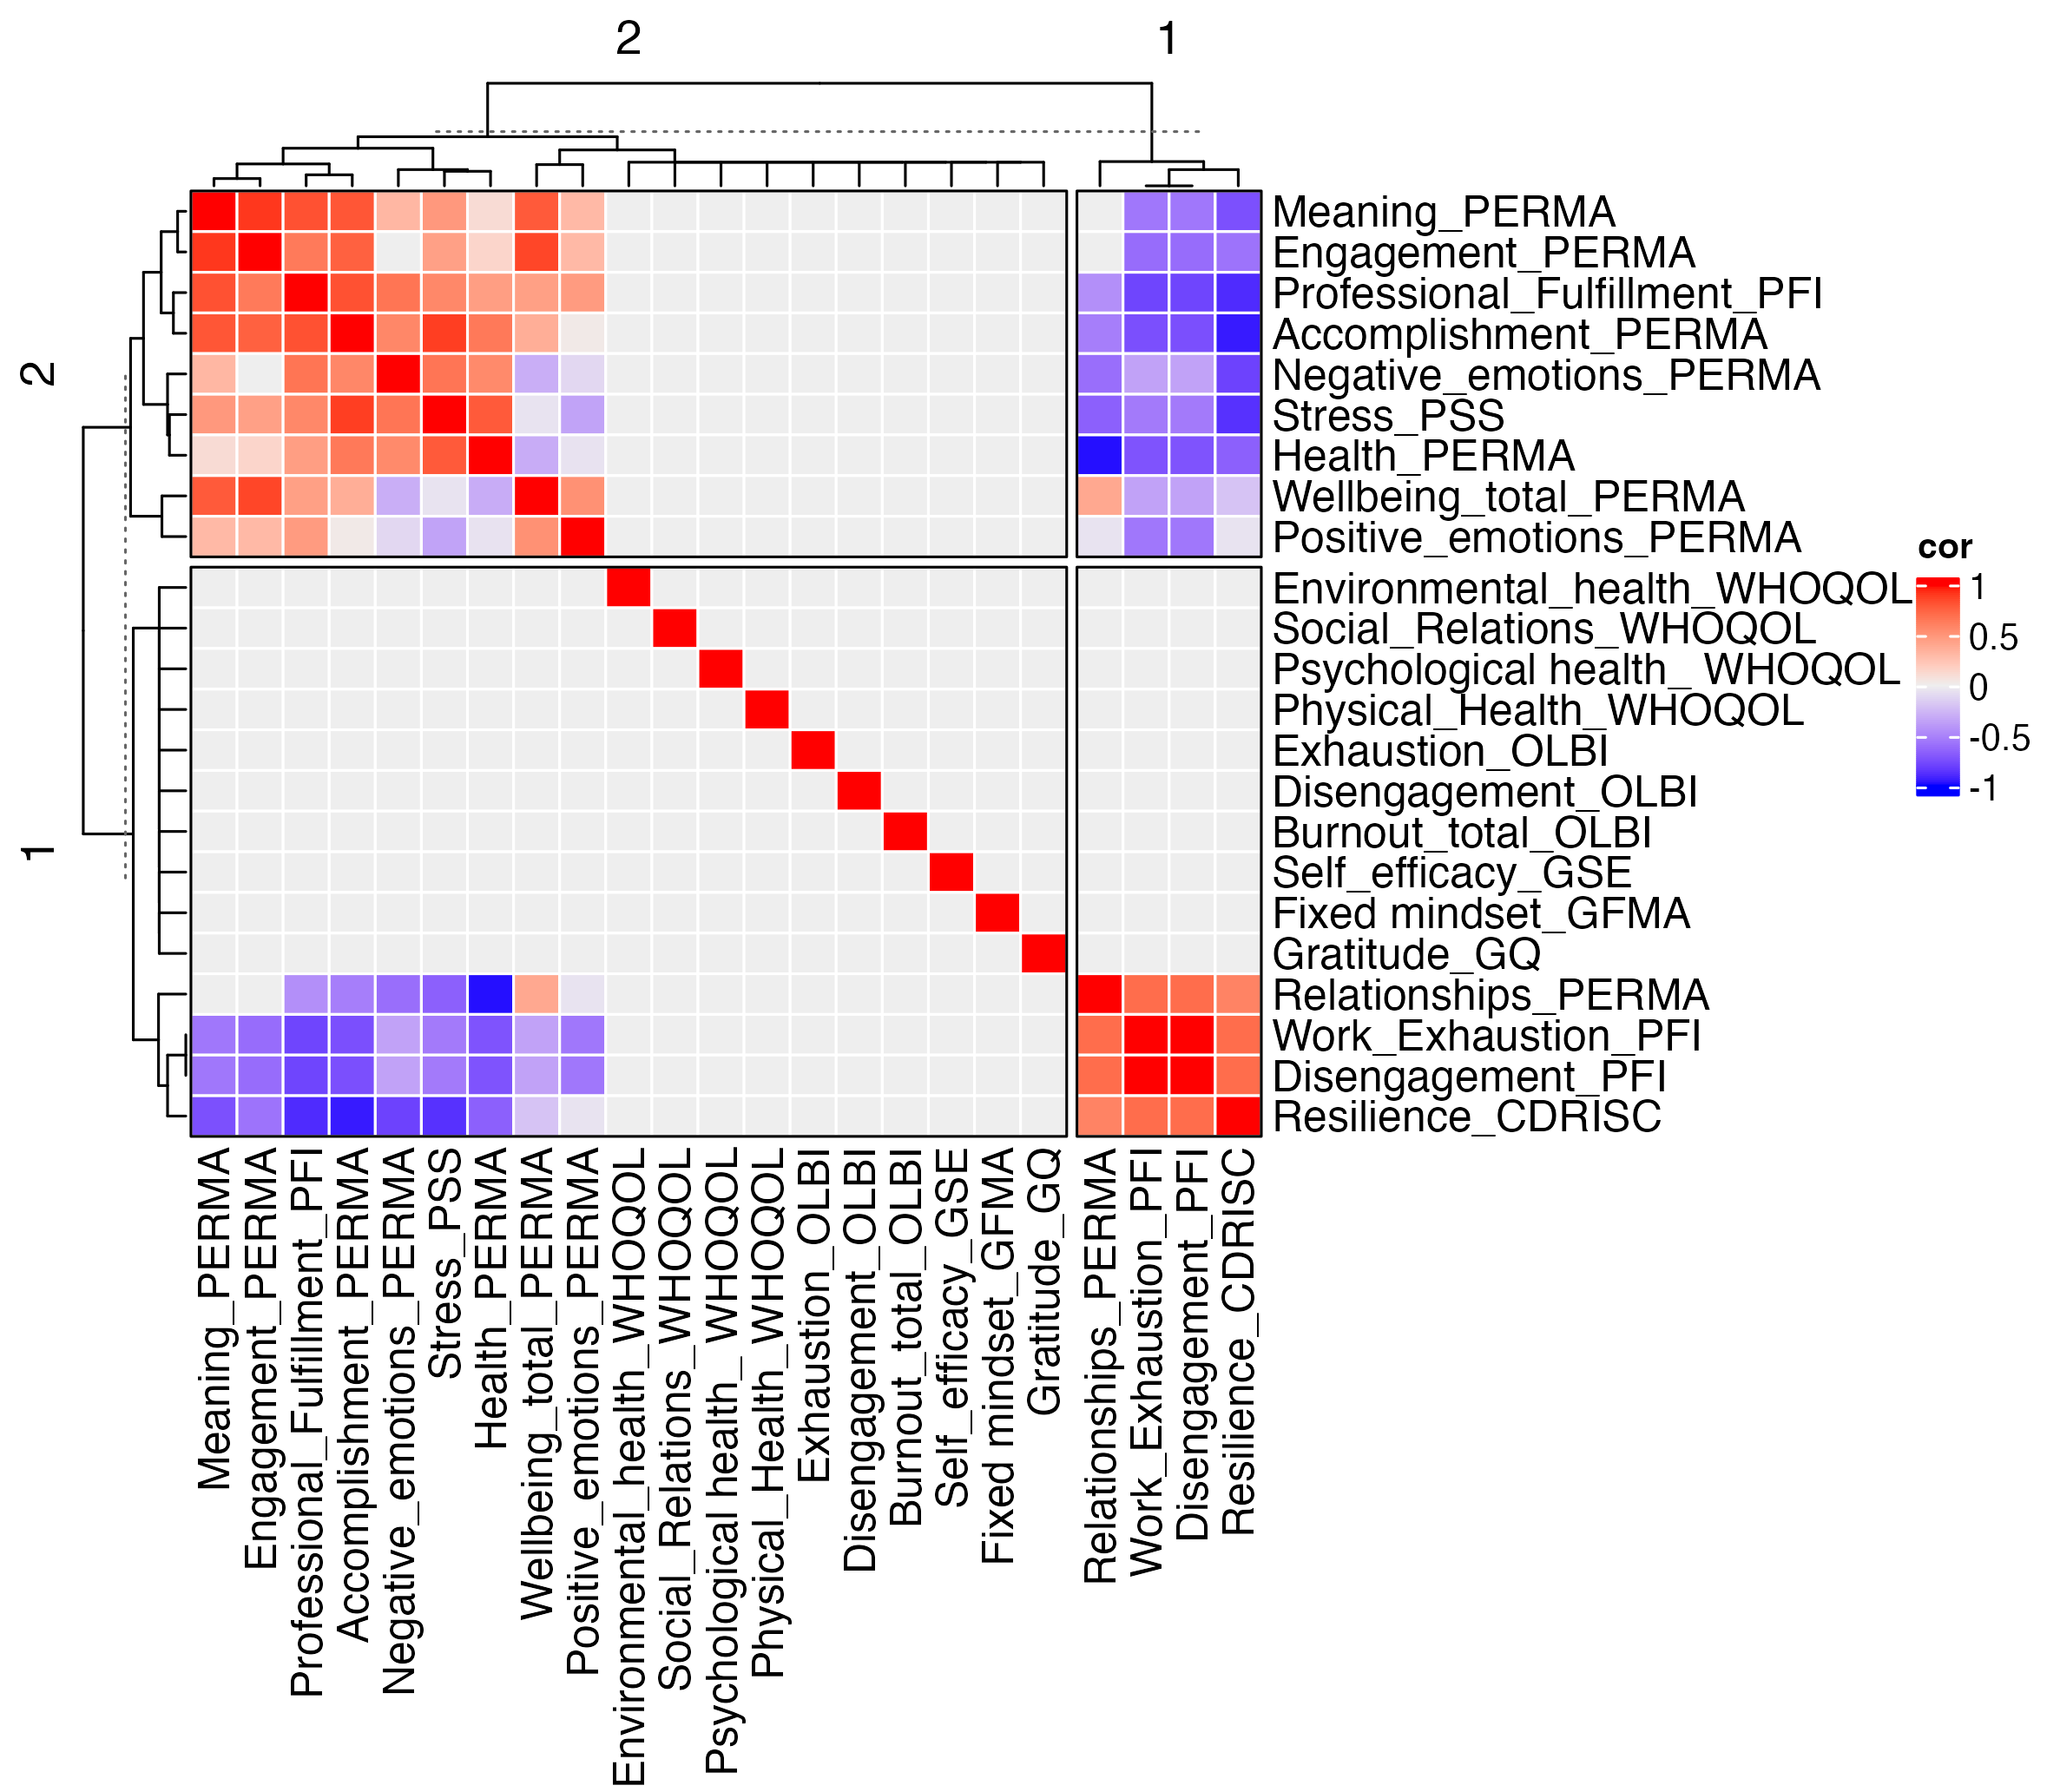 2
1
2
1
Meaning_PERMA
Engagement_PERMA
Professional_Fulfillment_PFI
Accomplishment_PERMA
Negative_emotions_PERMA
Stress_PSS
Health_PERMA
Wellbeing_total_PERMA
Positive_emotions_PERMA
Environmental_health_WHOQOL
Social_Relations_WHOQOL
Psychological health_ WHOQOL
Physical_Health_WHOQOL
Exhaustion_OLBI
Disengagement_OLBI
Burnout_total_OLBI
Self_efficacy_GSE
Fixed mindset_GFMA
Gratitude_GQ
Relationships_PERMA
Work_Exhaustion_PFI
Disengagement_PFI
Resilience_CDRISC
cor
1
0.5
0
-0.5
-1
Meaning_PERMA
Engagement_PERMA
Professional_Fulfillment_PFI
Accomplishment_PERMA
Negative_emotions_PERMA
Stress_PSS
Health_PERMA
Wellbeing_total_PERMA
Positive_emotions_PERMA
Environmental_health_WHOQOL
Social_Relations_WHOQOL
Psychological health_ WHOQOL
Physical_Health_WHOQOL
Exhaustion_OLBI
Disengagement_OLBI
Burnout_total_OLBI
Self_efficacy_GSE
Fixed mindset_GFMA
Gratitude_GQ
Relationships_PERMA
Work_Exhaustion_PFI
Disengagement_PFI
Resilience_CDRISC